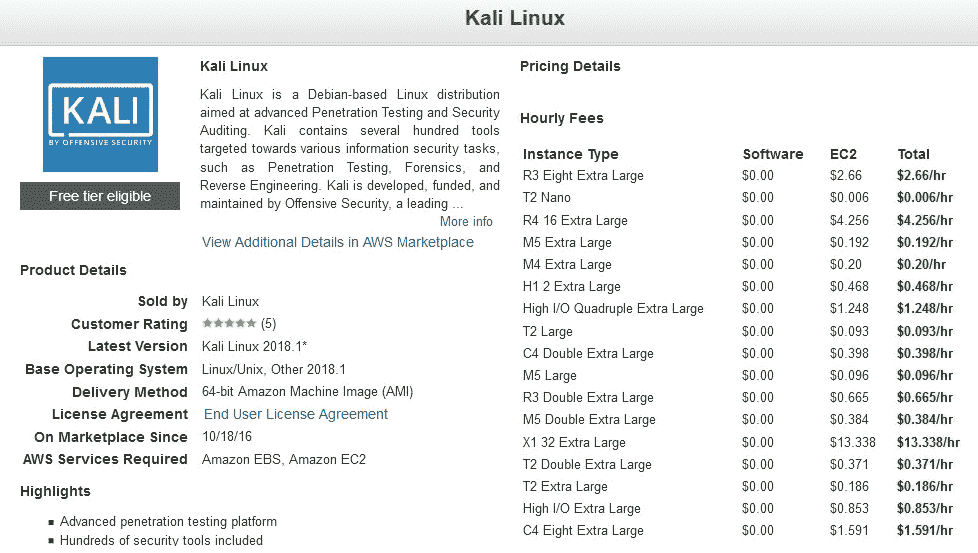 Kali Linux
KALI
BY OFFENSIVE SECURITY
Free tier eligible
Kali Linux
Kali Linux is a Debian-based Linux distribution
aimed at advanced Penetration Testing and Security
Auditing. Kali contains several hundred tools
targeted towards various information security tasks,
such as Penetration Testing, Forensics, and
Reverse Engineering. Kali is developed, funded, and
maintained by Offensive Security, a leading ...
More info
View Additional Details in AWS Marketplace
Product Details
Sold by Kali Linux
Customer Rating ★★★★★ (5)
Latest Version Kali Linux 2018.1*
Base Operating System Linux/Unix, Other 2018.1
Delivery Method 64-bit Amazon Machine Image (AMI)
License Agreement End User License Agreement
On Marketplace Since 10/18/16
AWS Services Required Amazon EBS, Amazon EC2
Highlights
▪ Advanced penetration testing platform
▪ Hundreds of security tools included
Pricing Details
Hourly Fees
Instance Type Software EC2 Total
R3 Eight Extra Large $0.00 $2.66 $2.66/hr
T2 Nano $0.00 $0.006 $0.006/hr
R4 16 Extra Large $0.00 $4.256 $4.256/hr
M5 Extra Large $0.00 $0.192 $0.192/hr
M4 Extra Large $0.00 $0.20 $0.20/hr
H1 2 Extra Large $0.00 $0.468 $0.468/hr
High I/O Quadruple Extra Large $0.00 $1.248 $1.248/hr
T2 Large $0.00 $0.093 $0.093/hr
C4 Double Extra Large $0.00 $0.398 $0.398/hr
M5 Large $0.00 $0.096 $0.096/hr
R3 Double Extra Large $0.00 $0.665 $0.665/hr
M5 Double Extra Large $0.00 $0.384 $0.384/hr
X1 32 Extra Large $0.00 $13.338 $13.338/hr
T2 Double Extra Large $0.00 $0.371 $0.371/hr
T2 Extra Large $0.00 $0.186 $0.186/hr
High I/O Extra Large $0.00 $0.853 $0.853/hr
C4 Eight Extra Large $0.00 $1.591 $1.591/hr